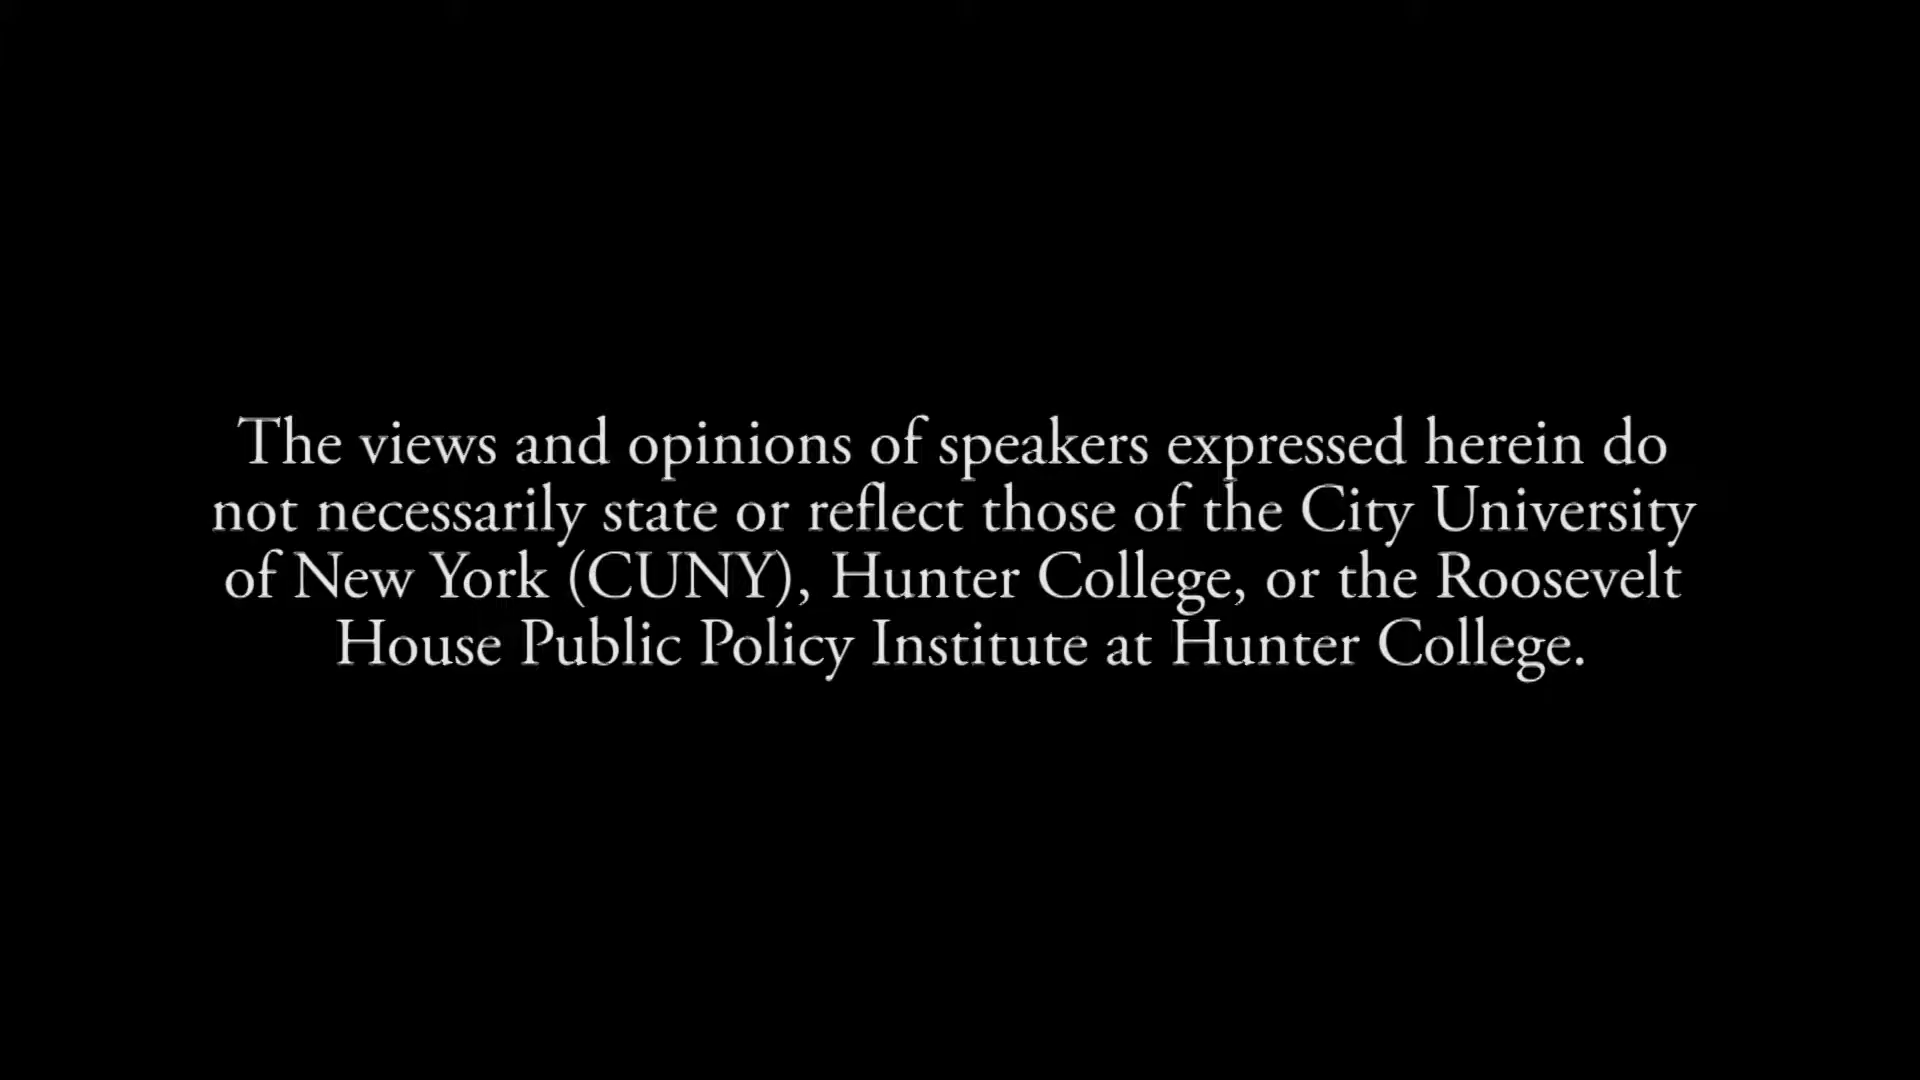 The views and opinions of speakers expressed herein do
not necessarily state or reflect those of the City University
of New York (CUNY), Hunter College, or the Roosevelt
House Public Policy Institute at Hunter College.